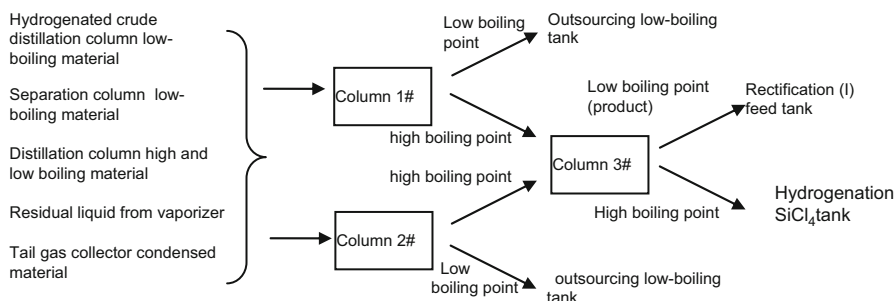 Hydrogenated crude
distillation column low-
boiling material
Separation column low-
boiling material
Distillation column high and
low boiling material
Residual liquid from vaporizer
Tail gas collector condensed
material
Column 1#
Column 2#
Low boiling
point
Outsourcing low-boiling
tank
high boiling point
high boiling point
Low
boiling point
outsourcing low-boiling
tank
Column 3#
Low boiling point
(product)
Rectification (I)
feed tank
High boiling point
Hydrogenation
SiCl₄tank